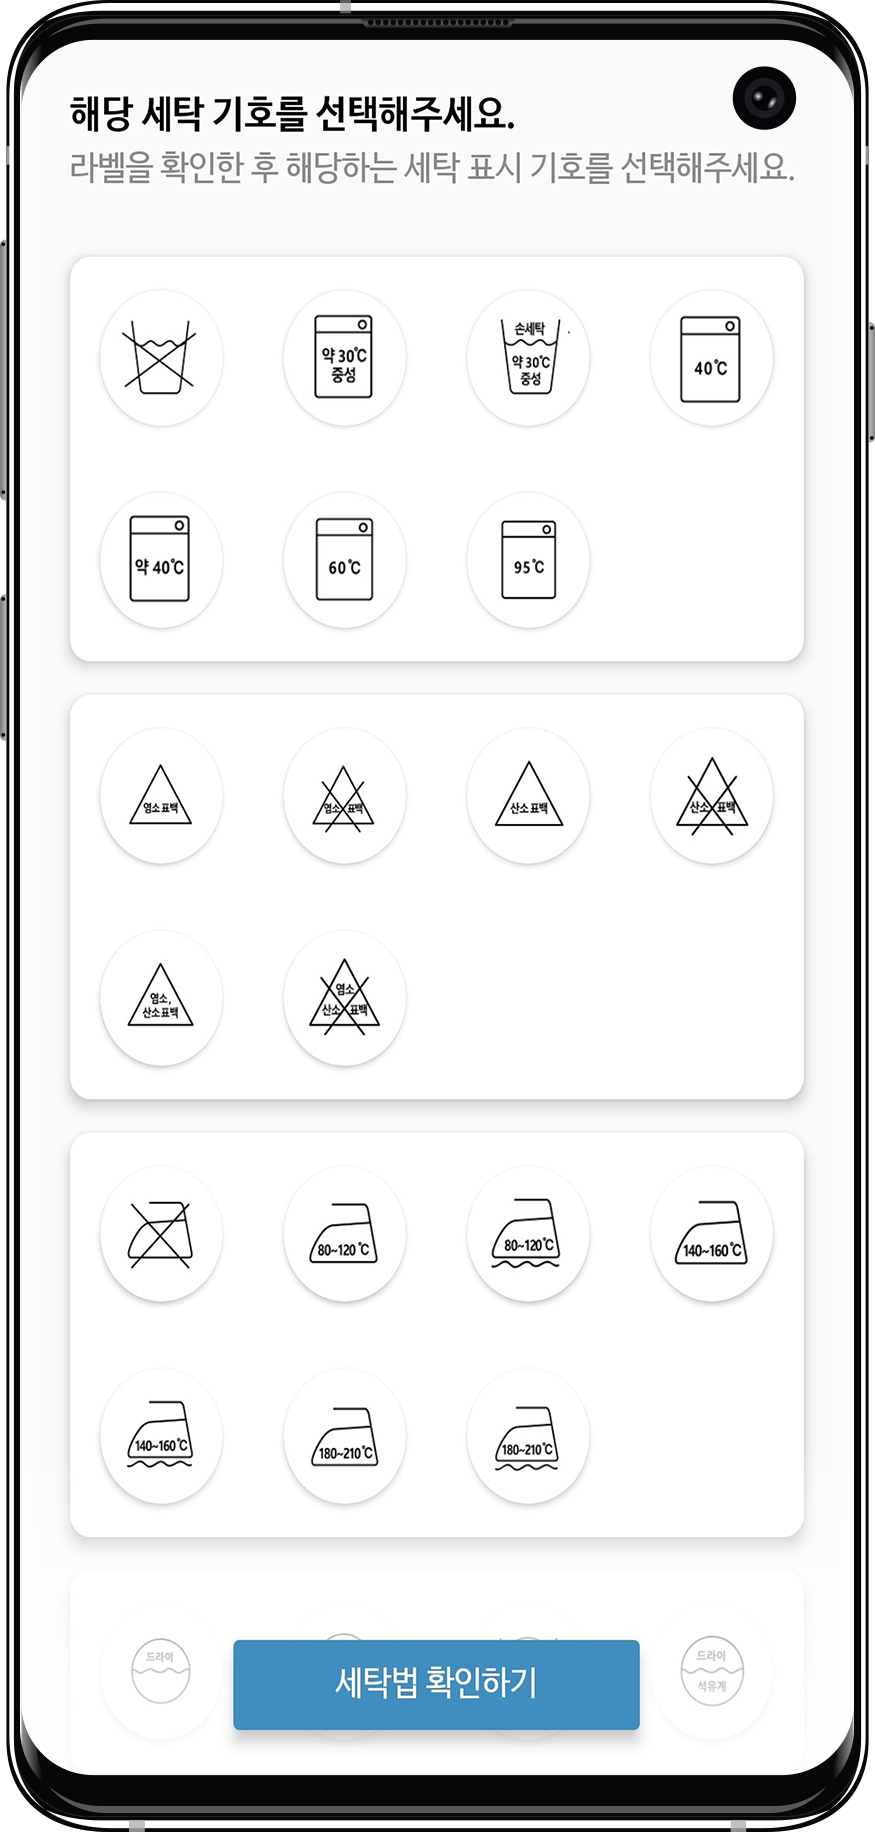 해당 세탁 기호를 선택해주세요.
라벨을 확인한 후 해당하는 세탁 표시 기호를 선택해주세요.
약 30℃
중성
손세탁
약 30℃
중성
40℃
약 40℃
60℃
95℃
염소표백
염소 표백
산소표백
산소 표백
염소,
산소표백
염소,
산소 표백
80~120℃
80~120℃
140~160℃
140~160℃
180~210℃
180~210℃
드라이
드라이
석유계
세탁법 확인하기